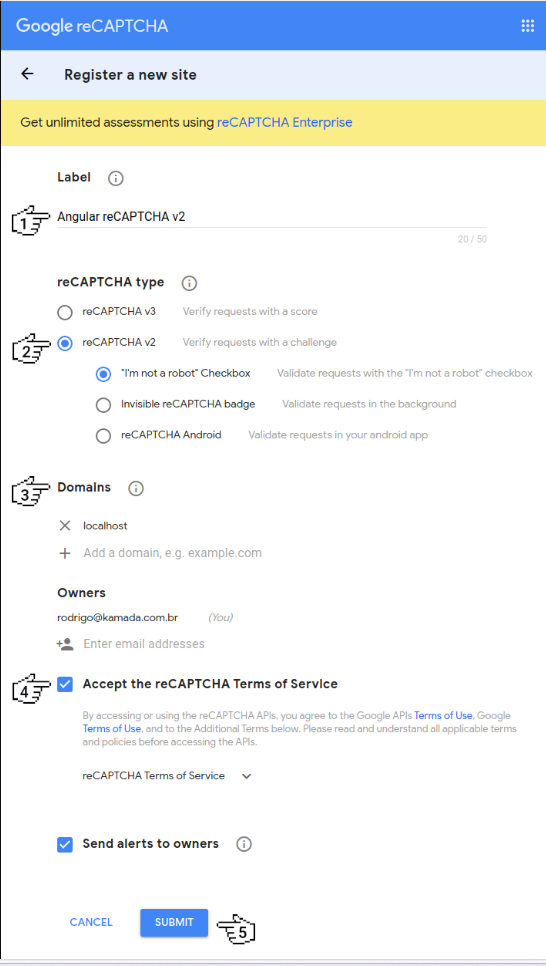 Google reCAPTCHA
Register a new site
Get unlimited assessments using reCAPTCHA Enterprise
Label
1
Angular reCAPTCHA v2
20 / 50
reCAPTCHA type
reCAPTCHA v3 Verify requests with a score
2
reCAPTCHA v2 Verify requests with a challenge
"I'm not a robot" Checkbox Validate requests with the "I'm not a robot" checkbox
Invisible reCAPTCHA badge Validate requests in the background
reCAPTCHA Android Validate requests in your android app
3
Domains
localhost
Add a domain, e.g. example.com
Owners
rodrigo@kamada.com.br (You)
Enter email addresses
4
Accept the reCAPTCHA Terms of Service
By accessing or using the reCAPTCHA APIs, you agree to the Google APIs Terms of Use, Google
Terms of Use, and to the Additional Terms below. Please read and understand all applicable terms
and policies before accessing the APIs.
reCAPTCHA Terms of Service
Send alerts to owners
CANCEL SUBMIT
5